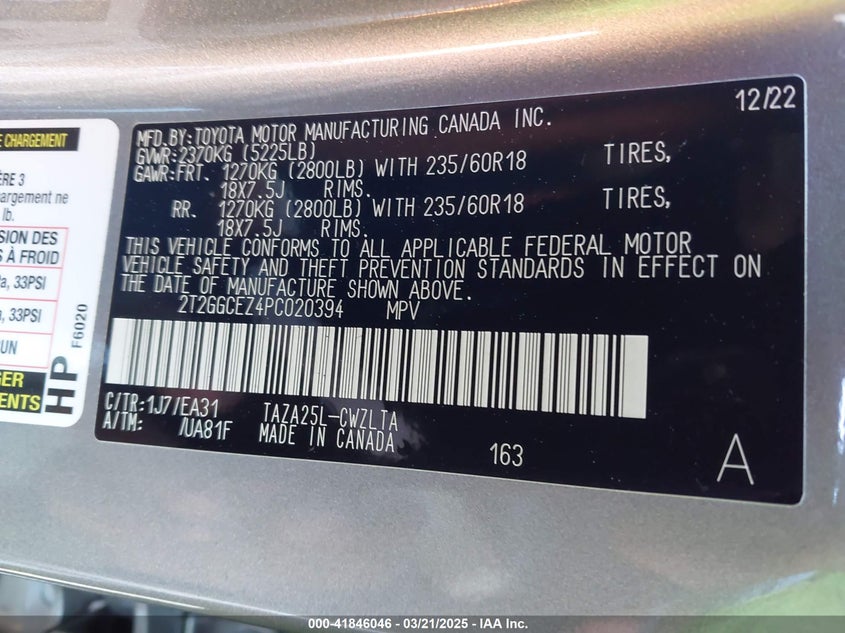 E CHARGEMENT
ÈRE 3
chargement ne
lb.
SION DES
S À FROID
a, 33PSI
a, 33PSI
UN
GER
MENTS
HP
F6020
12/22
MFD.BY:TOYOTA MOTOR MANUFACTURING CANADA INC.
GVWR:2370KG (5225LB)
GAWR:FRT. 1270KG (2800LB) WITH 235/60R18 TIRES,
18X7.5J RIMS.
RR. 1270KG (2800LB) WITH 235/60R18 TIRES,
18X7.5J RIMS.
THIS VEHICLE CONFORMS TO ALL APPLICABLE FEDERAL MOTOR
VEHICLE SAFETY AND THEFT PREVENTION STANDARDS IN EFFECT ON
THE DATE OF MANUFACTURE SHOWN ABOVE.
2T2GGCEZ4PC020394 MPV
C/TR:1J7/EA31 TAZA25L-CWZLTA
A/TM: /UA81F MADE IN CANADA
163
A
000-41846046 - 03/21/2025 - IAA Inc.